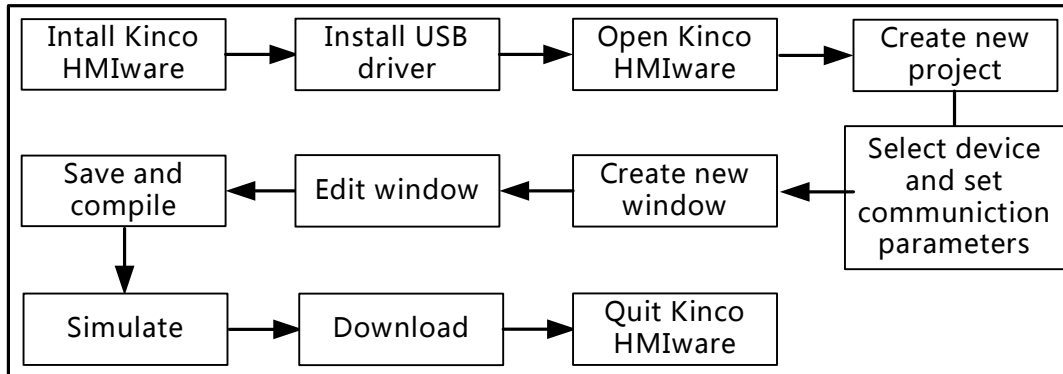 Intall Kinco
HMIware
Install USB
driver
Open Kinco
HMIware
Create new
project
Select device
and set
communiction
parameters
Create new
window
Edit window
Save and
compile
Simulate
Download
Quit Kinco
HMIware